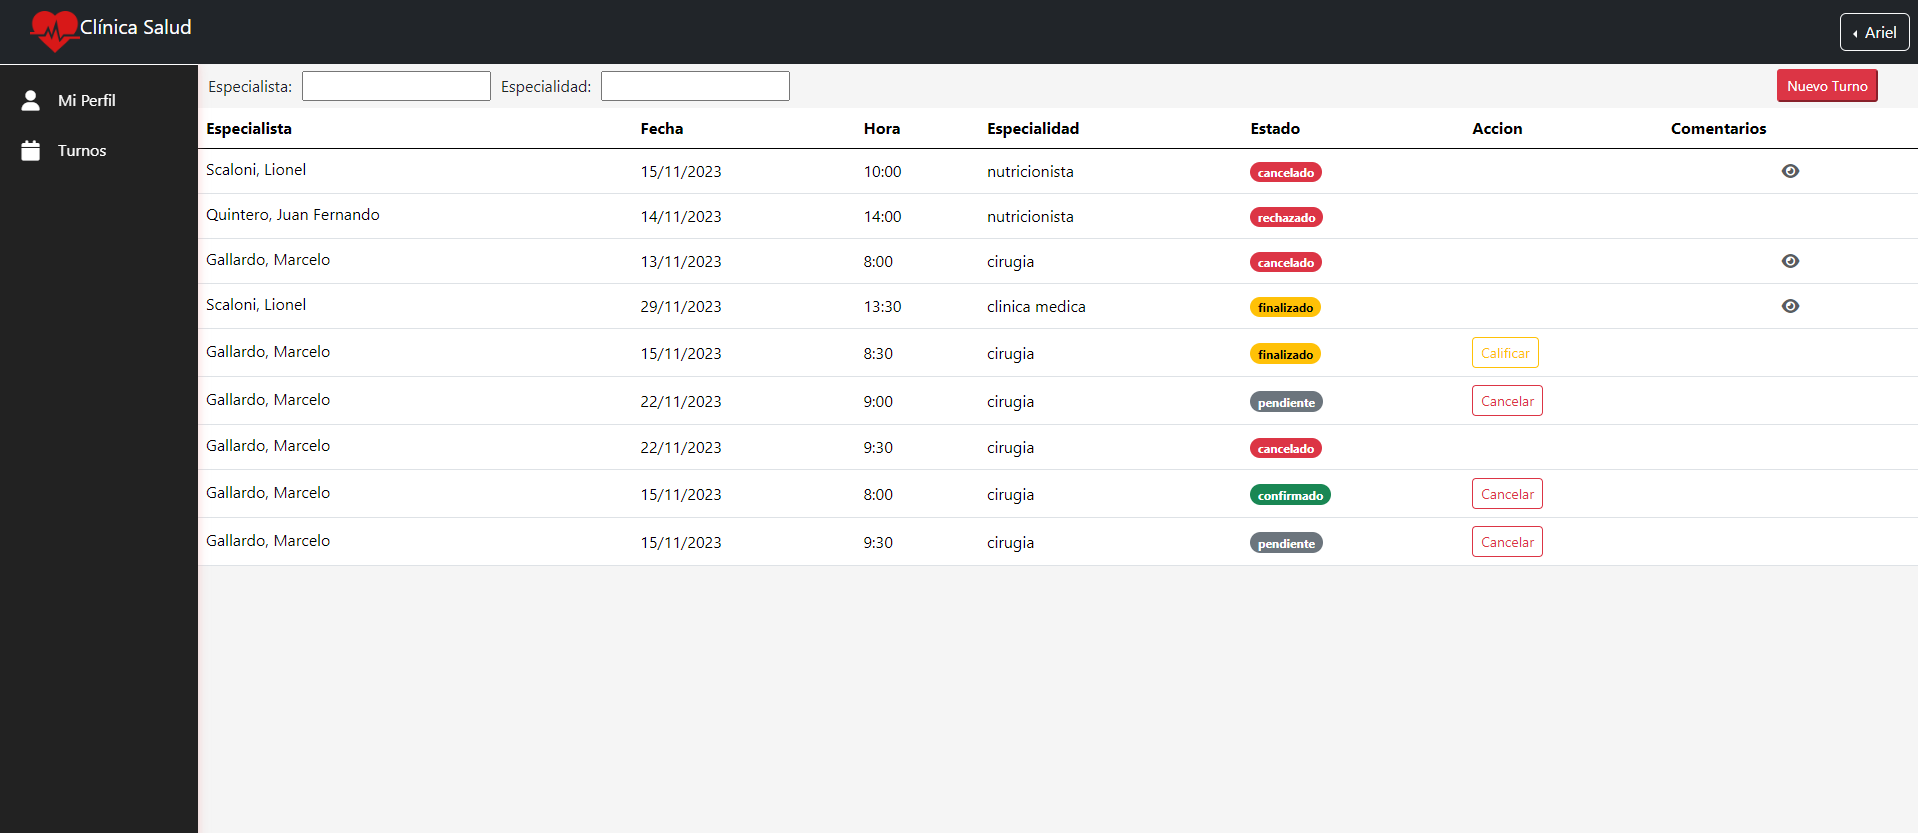 Clínica Salud
Ariel
Mi Perfil
Turnos
Especialista: Especialidad: Nuevo Turno
Especialista Fecha Hora Especialidad Estado Accion Comentarios
Scaloni, Lionel 15/11/2023 10:00 nutricionista cancelado
Quintero, Juan Fernando 14/11/2023 14:00 nutricionista rechazado
Gallardo, Marcelo 13/11/2023 8:00 cirugia cancelado
Scaloni, Lionel 29/11/2023 13:30 clinica medica finalizado
Gallardo, Marcelo 15/11/2023 8:30 cirugia finalizado Calificar
Gallardo, Marcelo 22/11/2023 9:00 cirugia pendiente Cancelar
Gallardo, Marcelo 22/11/2023 9:30 cirugia cancelado
Gallardo, Marcelo 15/11/2023 8:00 cirugia confirmado Cancelar
Gallardo, Marcelo 15/11/2023 9:30 cirugia pendiente Cancelar